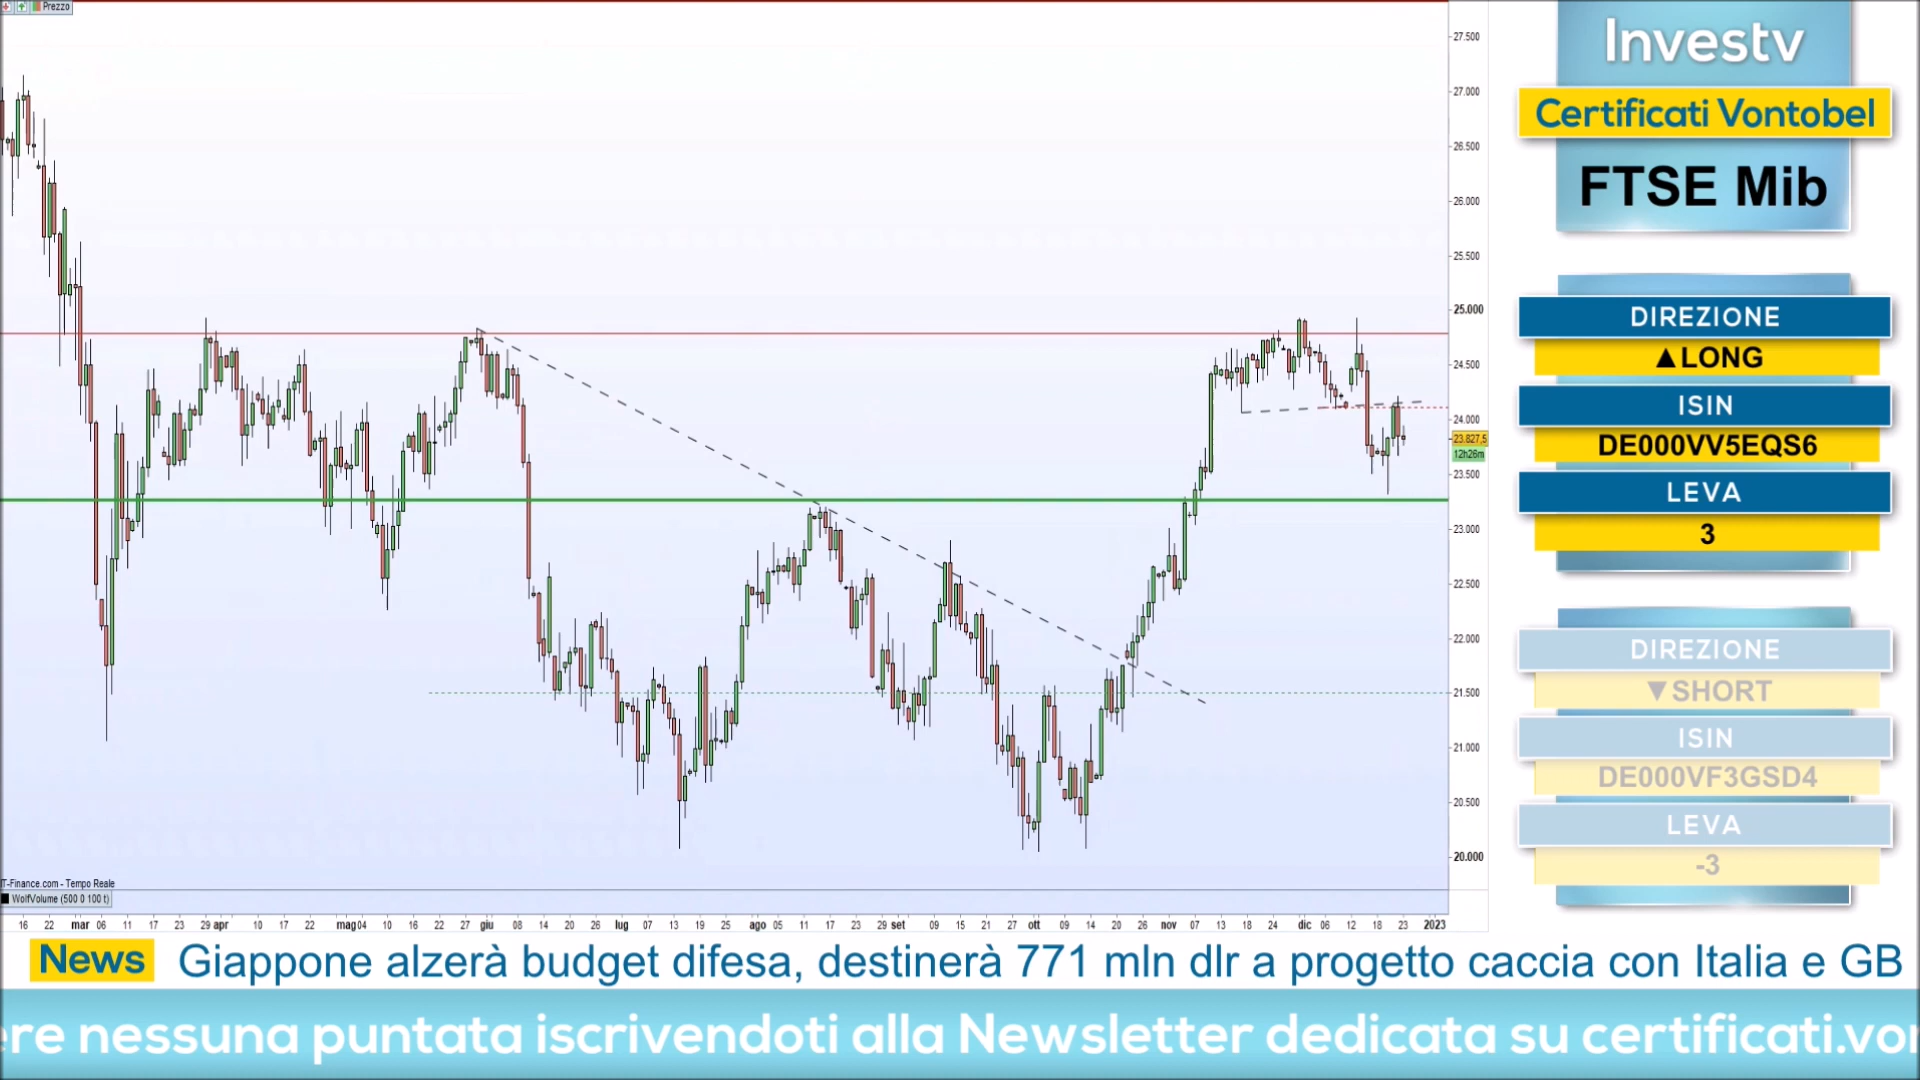 Prezzo
27.500
27.000
26.500
26.000
25.500
25.000
24.500
24.000
23.827,5
12h26m
23.500
23.000
22.500
22.000
21.500
21.000
20.500
20.000
IT-Finance.com - Tempo Reale
WolfVolume (500 0 100 t)
16 22 mar 06 11 17 23 29 apr 10 17 22 mag 04 10 16 22 27 giu 08 14 20 26 lug 07 13 19 26 ago 05 11 17 23 29 set 09 15 21 27 ott 09 14 20 26 nov 07 13 18 24 dic 06 12 18 23 2023
Investv
Certificati Vontobel
FTSE Mib
DIREZIONE
▲LONG
ISIN
DE000VV5EQS6
LEVA
3
DIREZIONE
▼SHORT
ISIN
DE000VF3GSD4
LEVA
-3
News Giappone alzerà budget difesa, destinerà 771 mln dlr a progetto caccia con Italia e GB
ere nessuna puntata iscrivendoti alla Newsletter dedicata su certificati.von